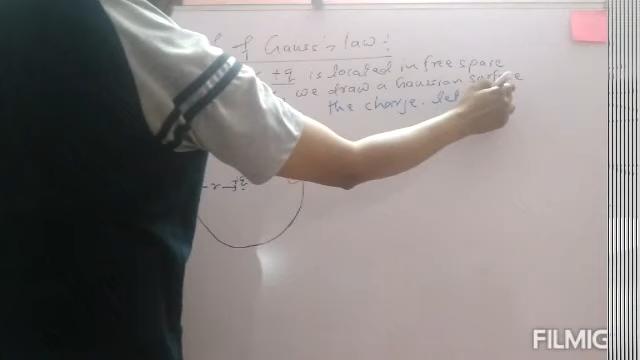 of Gauss's law:
+q is located in free space
we draw a Gaussian surface
the charge. let
r
FILMIG